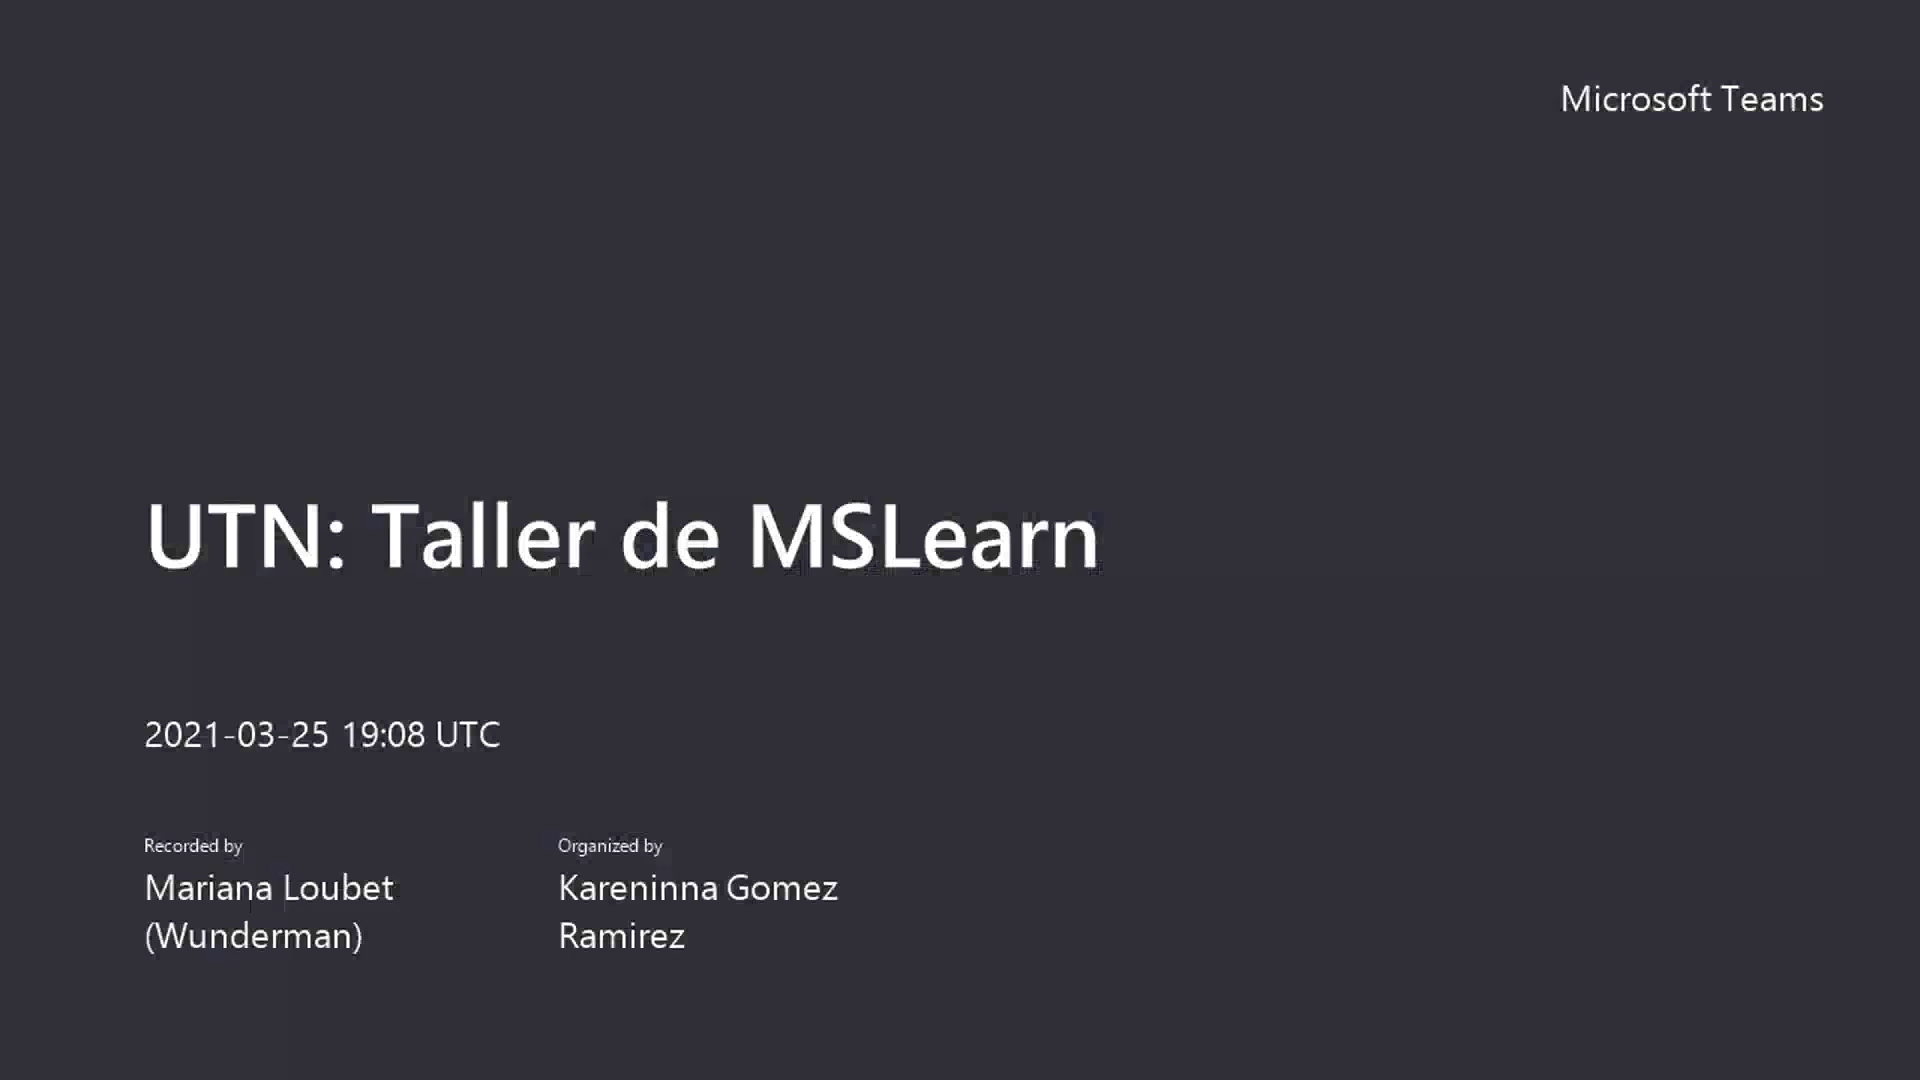 Microsoft Teams
UTN: Taller de MSLearn
2021-03-25 19:08 UTC
Recorded by
Mariana Loubet
(Wunderman)
Organized by
Kareninna Gomez
Ramirez